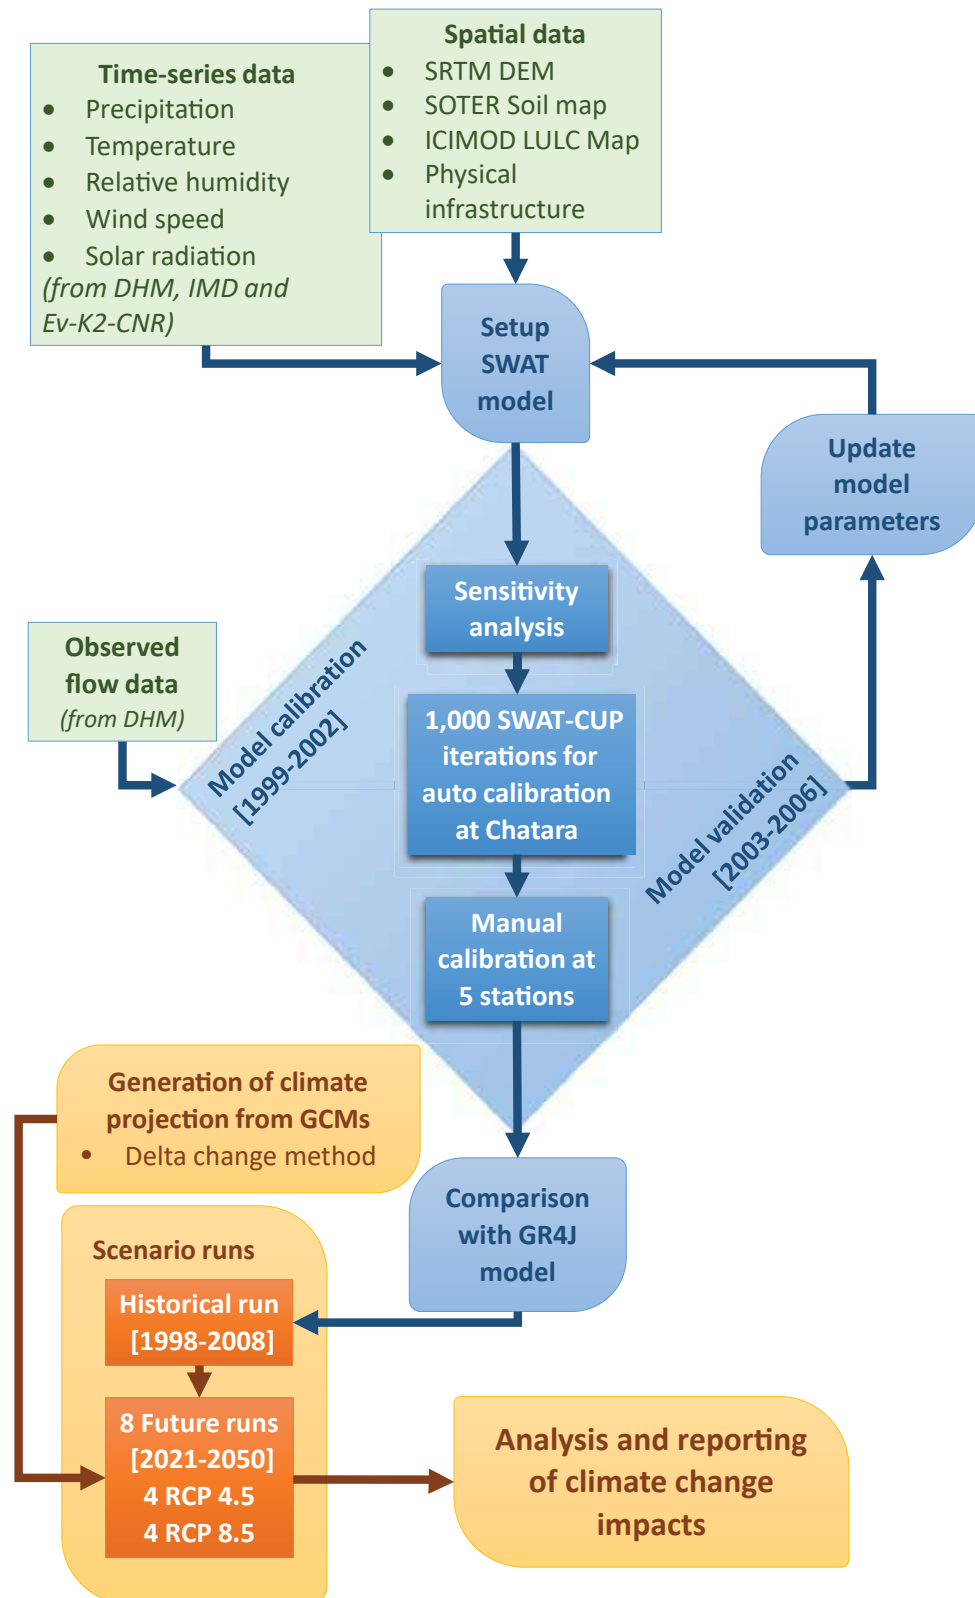 Spatial data
• SRTM DEM
• SOTER Soil map
• ICIMOD LULC Map
• Physical
infrastructure
Time-series data
• Precipitation
• Temperature
• Relative humidity
• Wind speed
• Solar radiation
(from DHM, IMD and
Ev-K2-CNR)
Setup
SWAT
model
Update
model
parameters
Sensitivity
analysis
Observed
flow data
(from DHM)
Model calibration
[1999-2002]
1,000 SWAT-CUP
iterations for
auto calibration
at Chatara
Model validation
[2003-2006]
Manual
calibration at
5 stations
Generation of climate
projection from GCMs
• Delta change method
Comparison
with GR4J
model
Scenario runs
Historical run
[1998-2008]
8 Future runs
[2021-2050]
4 RCP 4.5
4 RCP 8.5
Analysis and reporting
of climate change
impacts